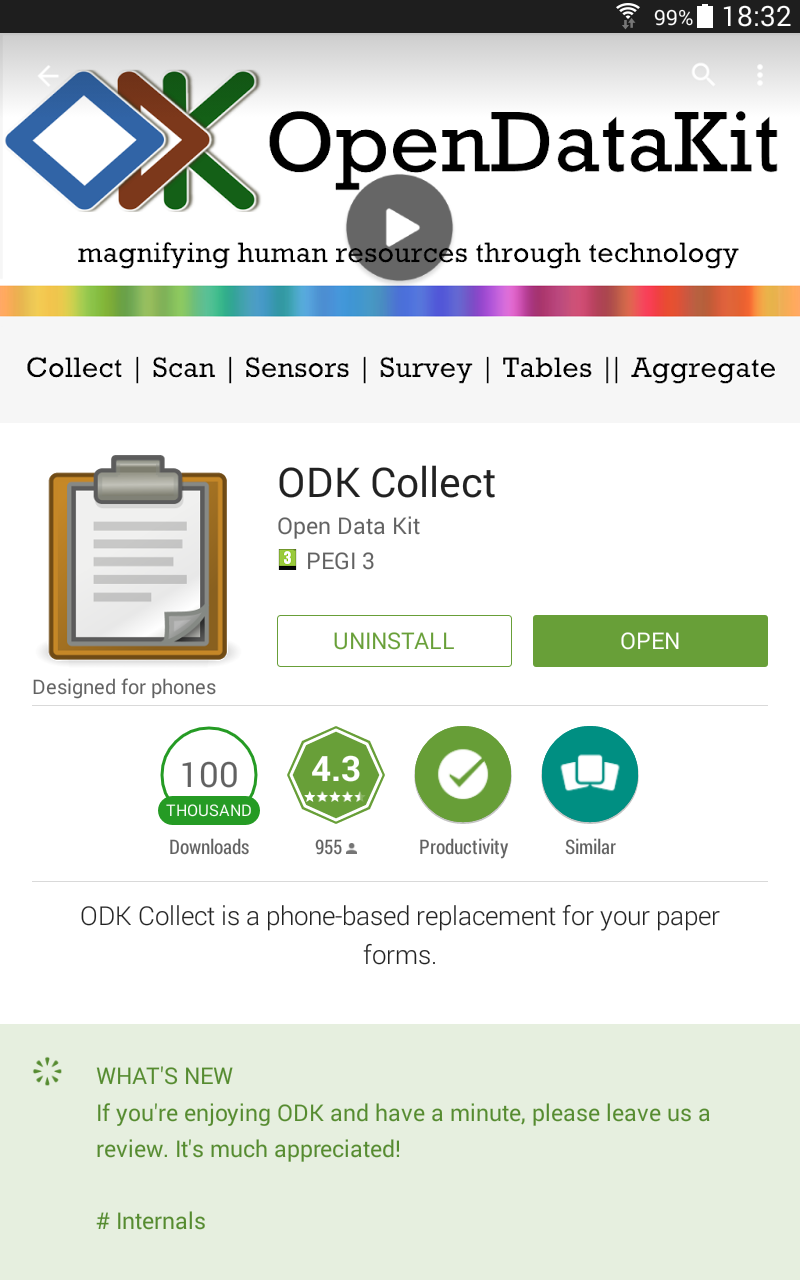 99% 18:32
ODK OpenDataKit
magnifying human resources through technology
Collect | Scan | Sensors | Survey | Tables || Aggregate
ODK Collect
Open Data Kit
3 PEGI 3
UNINSTALL OPEN
Designed for phones
100 4.3
THOUSAND
Downloads 955 Productivity Similar
ODK Collect is a phone-based replacement for your paper
forms.
WHAT'S NEW
If you're enjoying ODK and have a minute, please leave us a
review. It's much appreciated!
# Internals